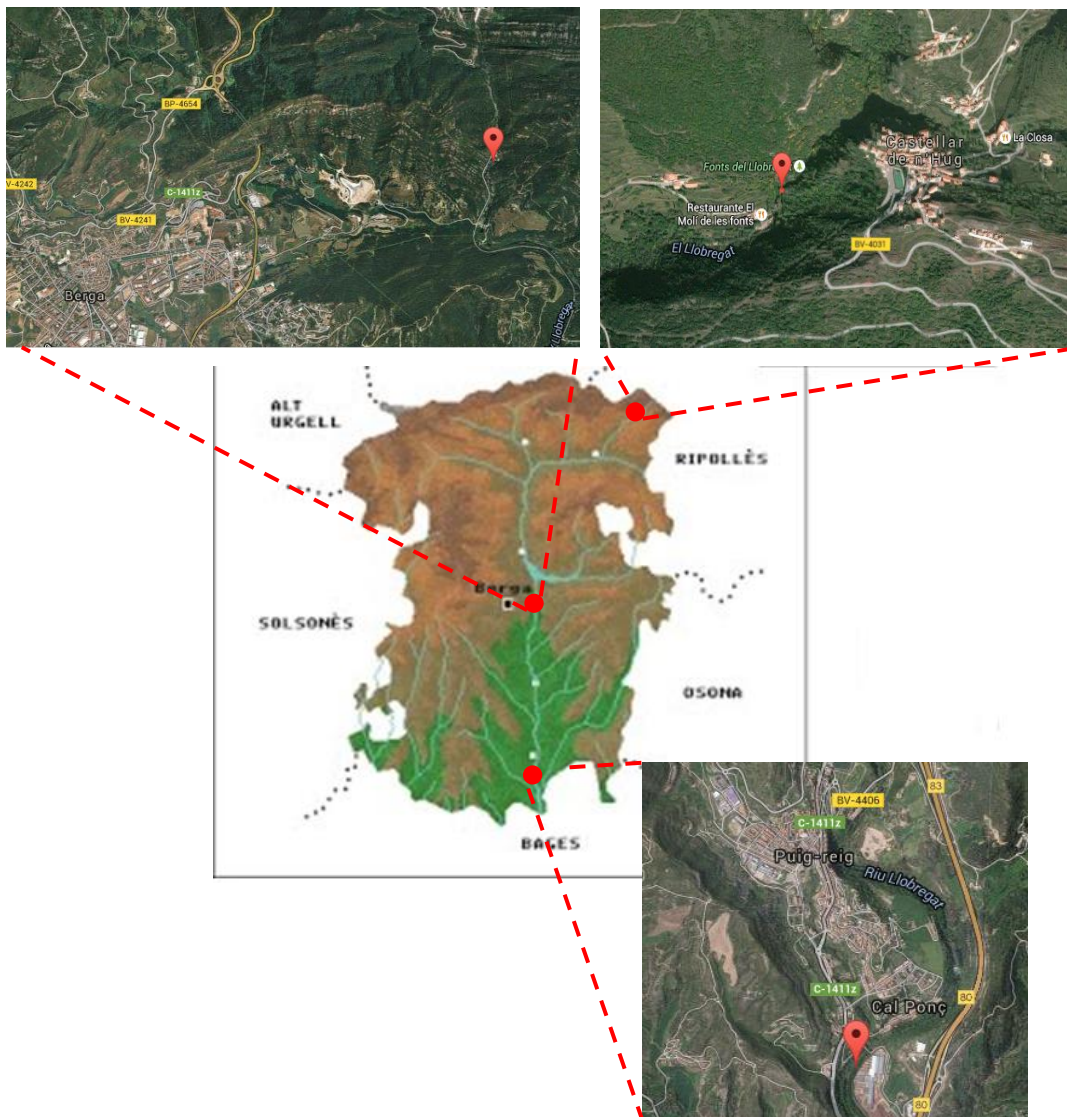 BP-4654
V-4242
C-1411z
BV-4241
Berga
Llobrega
Castellar
de n'Hug
La Closa
Fonts del Llobre
Restaurante El
Molí de les fonts
El Llobregat
BV-4031
ALT
URGELL
RIPOLLÈS
Berga
SOLSONÈS
OSONA
BAGES
83
BV-4406
C-1411z
Puig-reig
Riu Llobregat
C-1411z
80
Cal Ponç
80